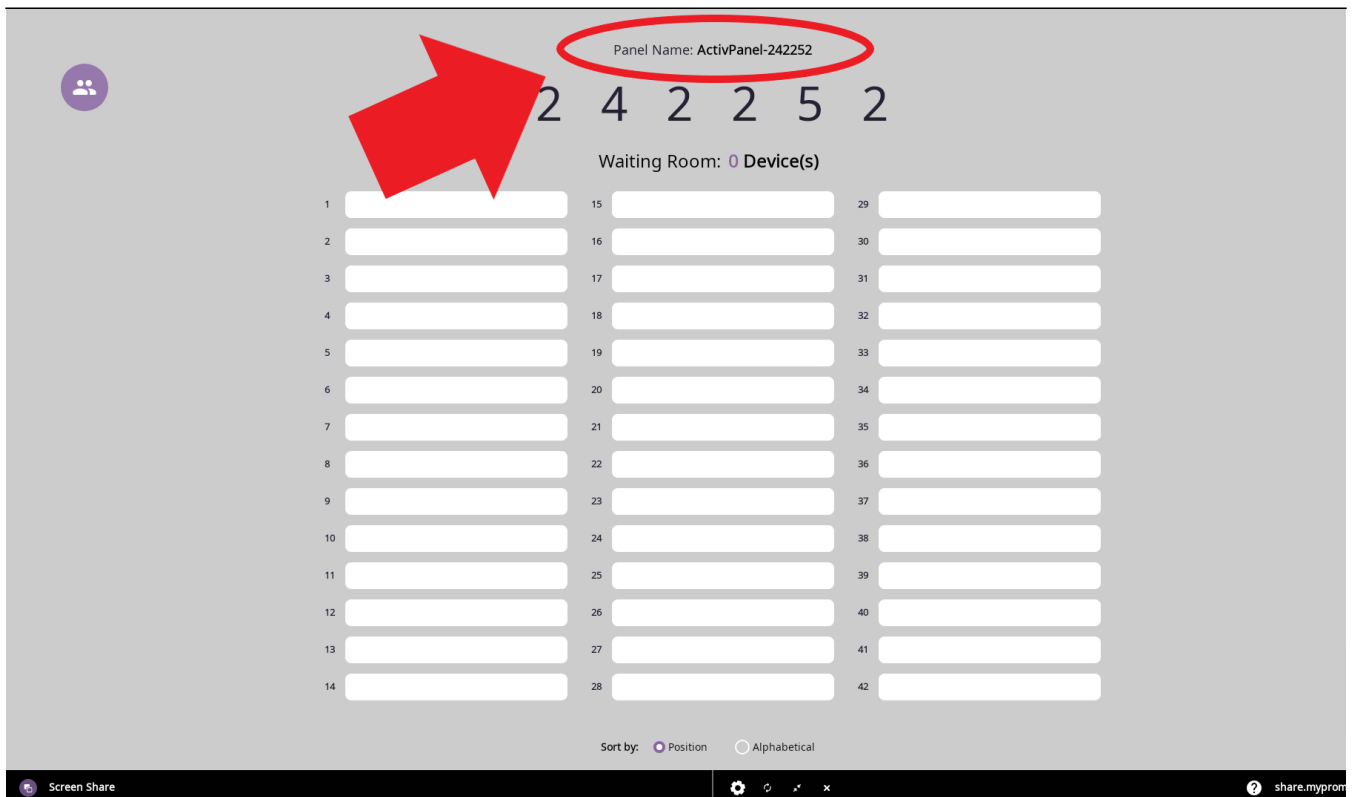 Panel Name: ActivPanel-242252
2 4 2 2 5 2
Waiting Room: 0 Device(s)
1 15 29
2 16 30
3 17 31
4 18 32
5 19 33
6 20 34
7 21 35
8 22 36
9 23 37
10 24 38
11 25 39
12 26 40
13 27 41
14 28 42
Sort by: Position Alphabetical
Screen Share ? share.myprom